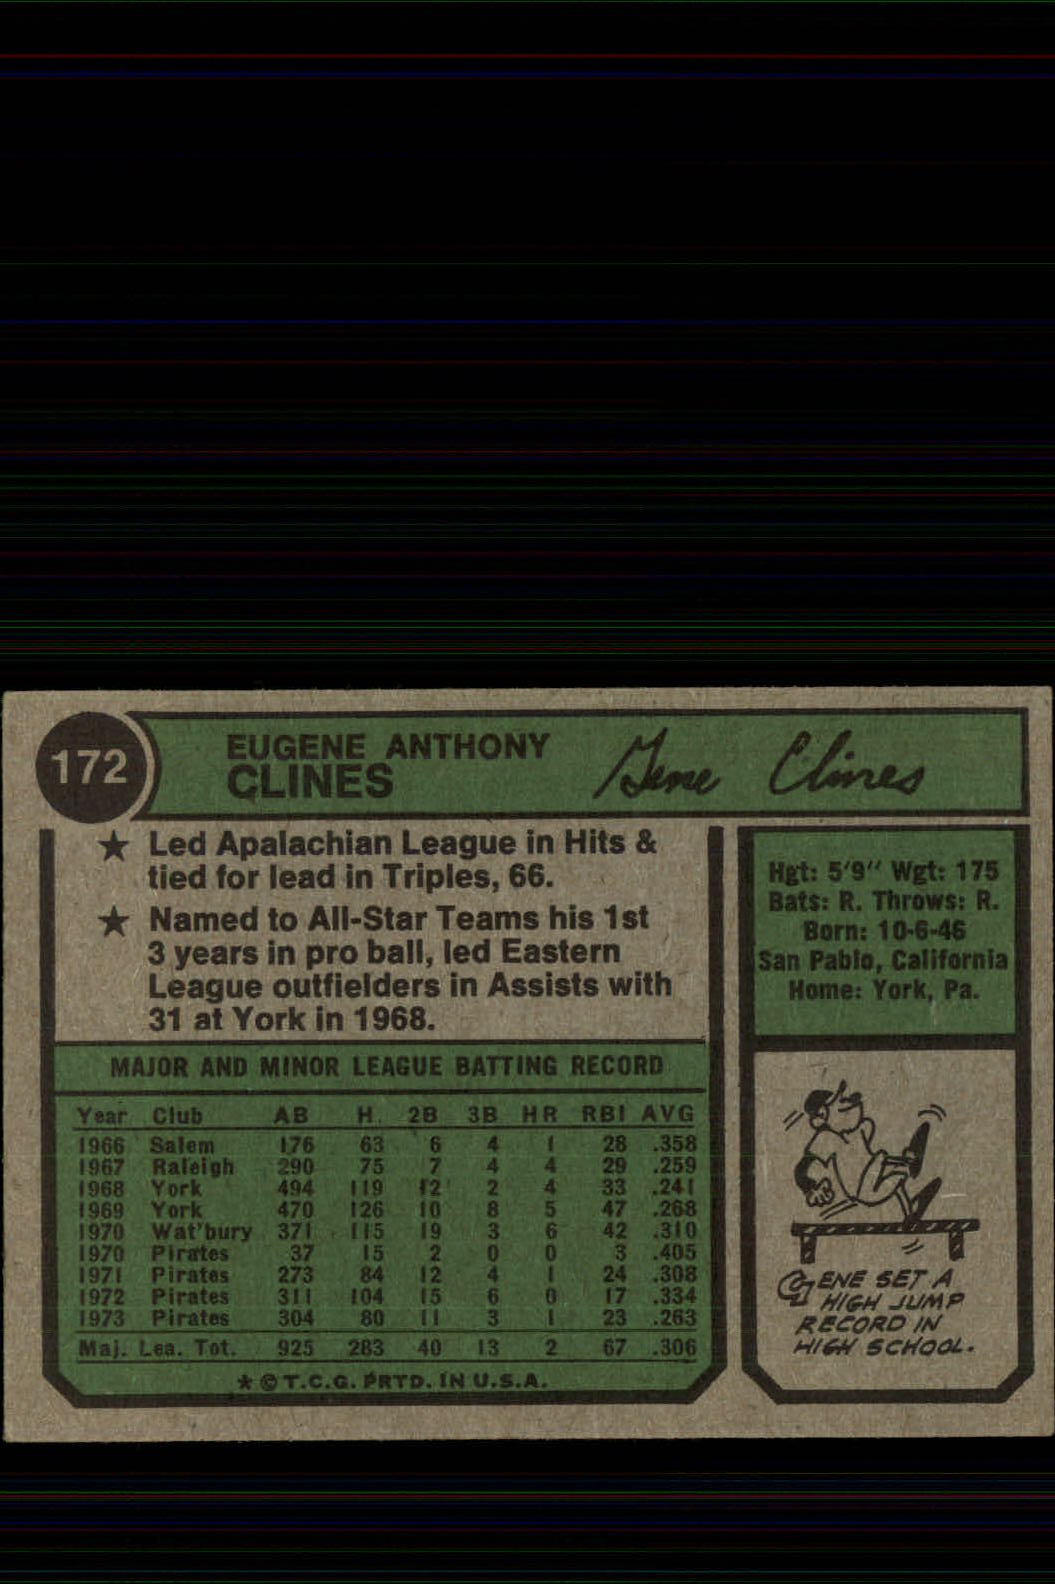 172
EUGENE ANTHONY
CLINES
Gene Clines
★ Led Apalachian League in Hits &
tied for lead in Triples, 66.
★ Named to All-Star Teams his 1st
3 years in pro ball, led Eastern
League outfielders in Assists with
31 at York in 1968.
Hgt: 5'9" Wgt: 175
Bats: R. Throws: R.
Born: 10-6-46
San Pablo, California
Home: York, Pa.
MAJOR AND MINOR LEAGUE BATTING RECORD
Year Club AB H. 2B 3B HR RBI AVG
1966 Salem 176 63 6 4 1 28 .358
1967 Raleigh 290 75 7 4 4 29 .259
1968 York 494 119 12 2 4 33 .241
1969 York 470 126 10 8 5 47 .268
1970 Wat'bury 371 115 19 3 6 42 .310
1970 Pirates 37 15 2 0 0 3 .405
1971 Pirates 273 84 12 4 1 24 .308
1972 Pirates 311 104 15 6 0 17 .334
1973 Pirates 304 80 11 3 1 23 .263
Maj. Lea. Tot. 925 283 40 13 2 67 .306
★ © T.C.G. PRTD. IN U.S.A.
GENE SET A
HIGH JUMP
RECORD IN
HIGH SCHOOL.